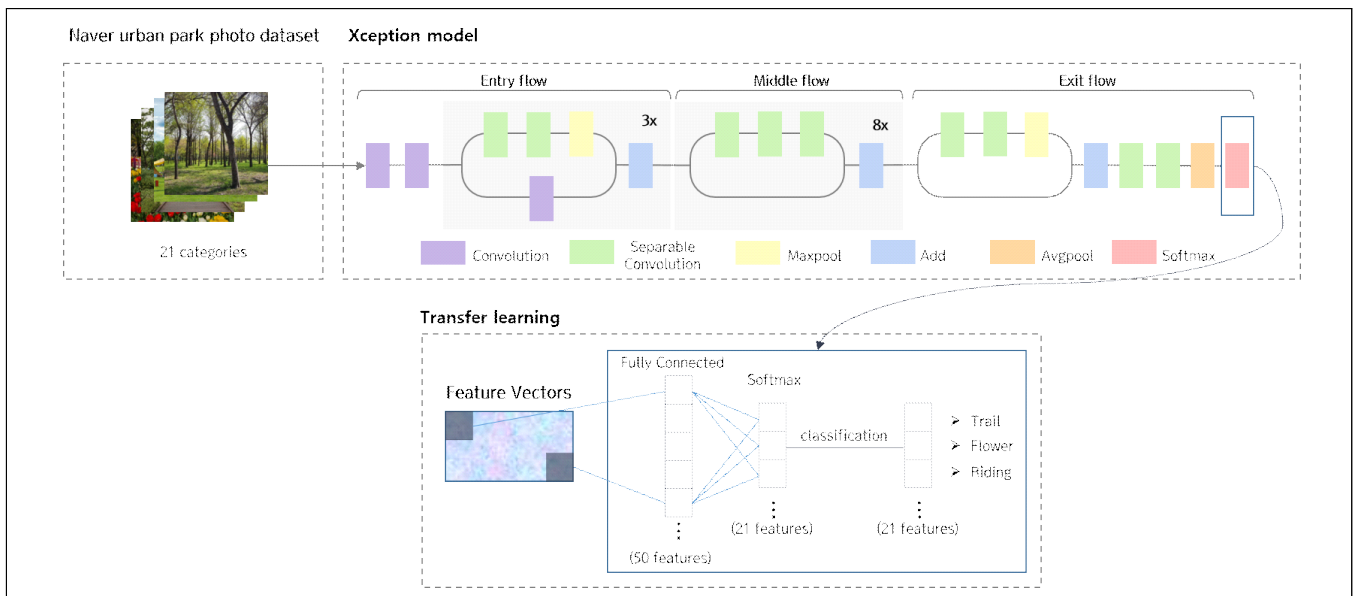 Naver urban park photo dataset
Xception model
Entry flow
Middle flow
Exit flow
3x
8x
21 categories
Convolution
Separable
Convolution
Maxpool
Add
Avgpool
Softmax
Transfer learning
Feature Vectors
Fully Connected
Softmax
classification
➢ Trail
➢ Flower
➢ Riding
(21 features)
(21 features)
(50 features)